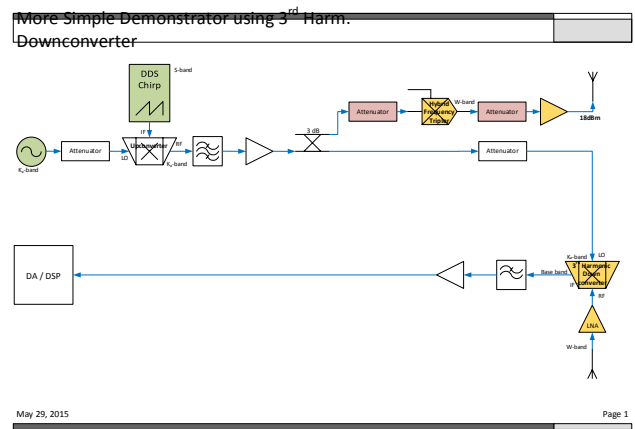 More Simple Demonstrator using 3rd Harm.
Downconverter
DDS
Chirp
S-band
Attenuator
Hybrid
Frequency
Tripler
W-band
Attenuator
18dBm
3 dB
IF
Ka-band
Attenuator
LO
Upconverter
RF
Ka-band
Attenuator
Ka-band
LO
3rd Harmonic
Down
converter
Base band
IF
RF
DA / DSP
LNA
W-band
May 29, 2015
Page 1